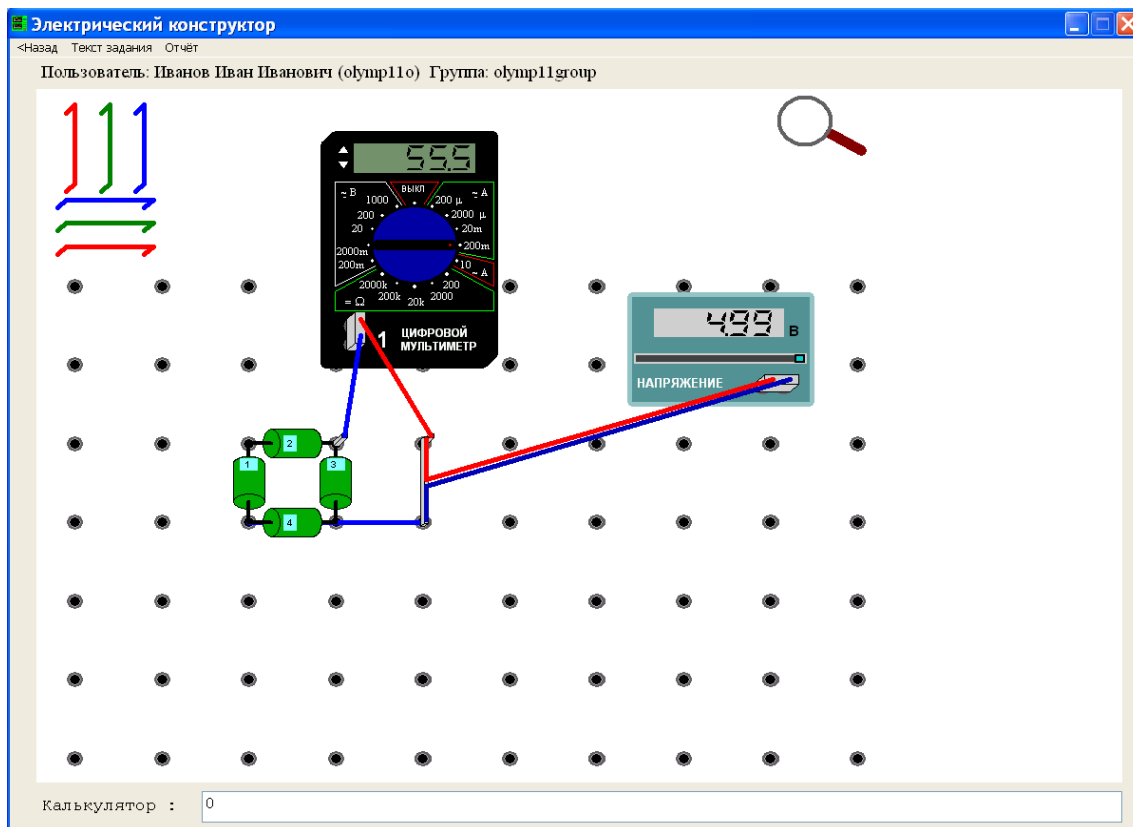 Электрический конструктор
<Назад Текст задания Отчёт
Пользователь: Иванов Иван Иванович (olymp11o) Группа: olymp11group
55.5
~ В
ВЫКЛ
~ А
1000
200 µ
200
2000 µ
20
20m
2000m
200m
200m
10
~ А
2000k
200
= Ω
200k
20k
2000
1 ЦИФРОВОЙ
МУЛЬТИМЕТР
4.99 В
НАПРЯЖЕНИЕ
2
1
3
4
Калькулятор : 0